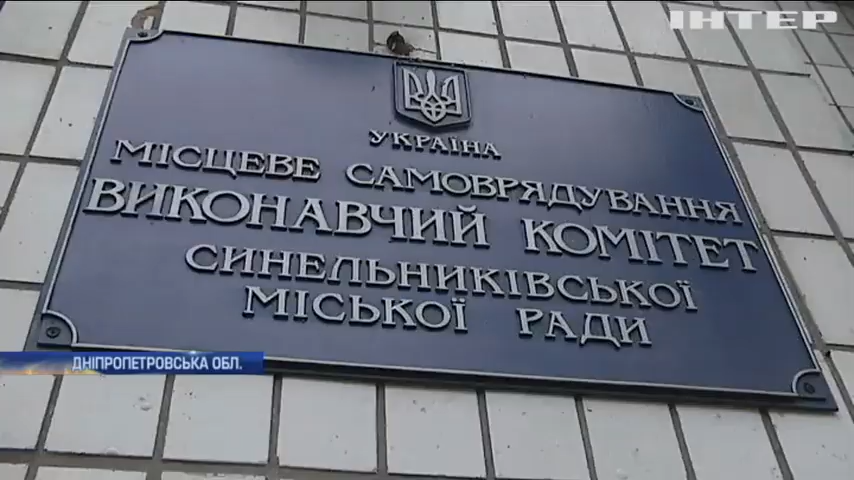 ІНТЕР
УКРАЇНА
МІСЦЕВЕ САМОВРЯДУВАННЯ
ВИКОНАВЧИЙ КОМІТЕТ
СИНЕЛЬНИКІВСЬКОЇ
МІСЬКОЇ РАДИ
ДНІПРОПЕТРОВСЬКА ОБЛ.